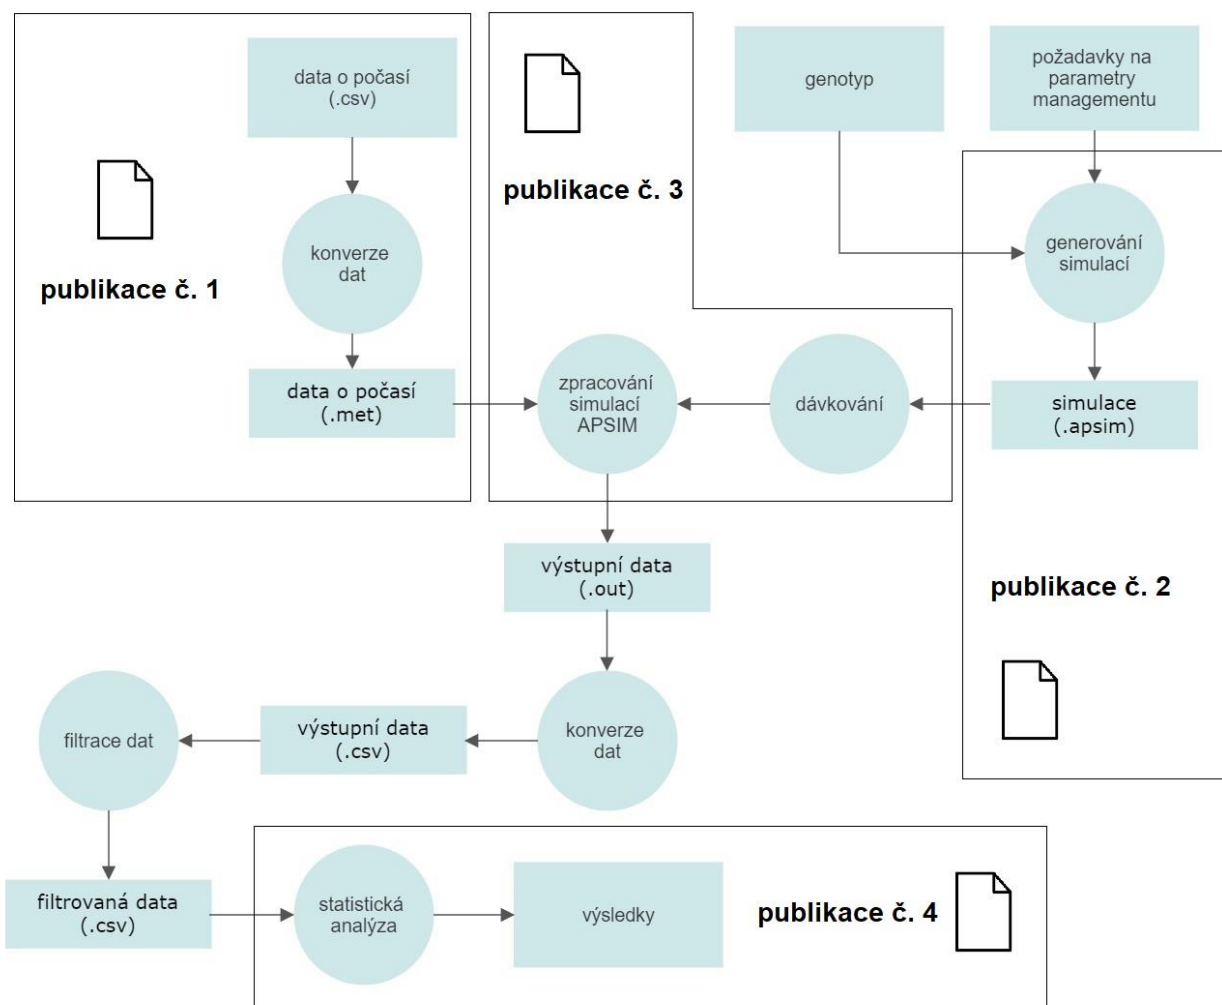 data o počasí
(.csv)
publikace č. 3
genotyp
požadavky na
parametry
managementu
konverze
dat
publikace č. 1
generování
simulací
data o počasí
(.met)
zpracování
simulací
APSIM
dávkování
simulace
(.apsim)
výstupní data
(.out)
publikace č. 2
filtrace dat
výstupní data
(.csv)
konverze
dat
filtrovaná data
(.csv)
statistická
analýza
výsledky
publikace č. 4